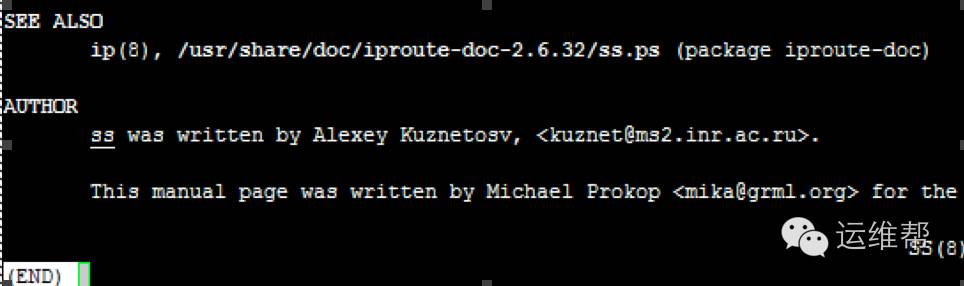 SEE ALSO
ip(8), /usr/share/doc/iproute-doc-2.6.32/ss.ps (package iproute-doc)
AUTHOR
ss was written by Alexey Kuznetosv, <kuznet@ms2.inr.ac.ru>.
This manual page was written by Michael Prokop <mika@grml.org> for the
运维帮
SS(8)
(END)